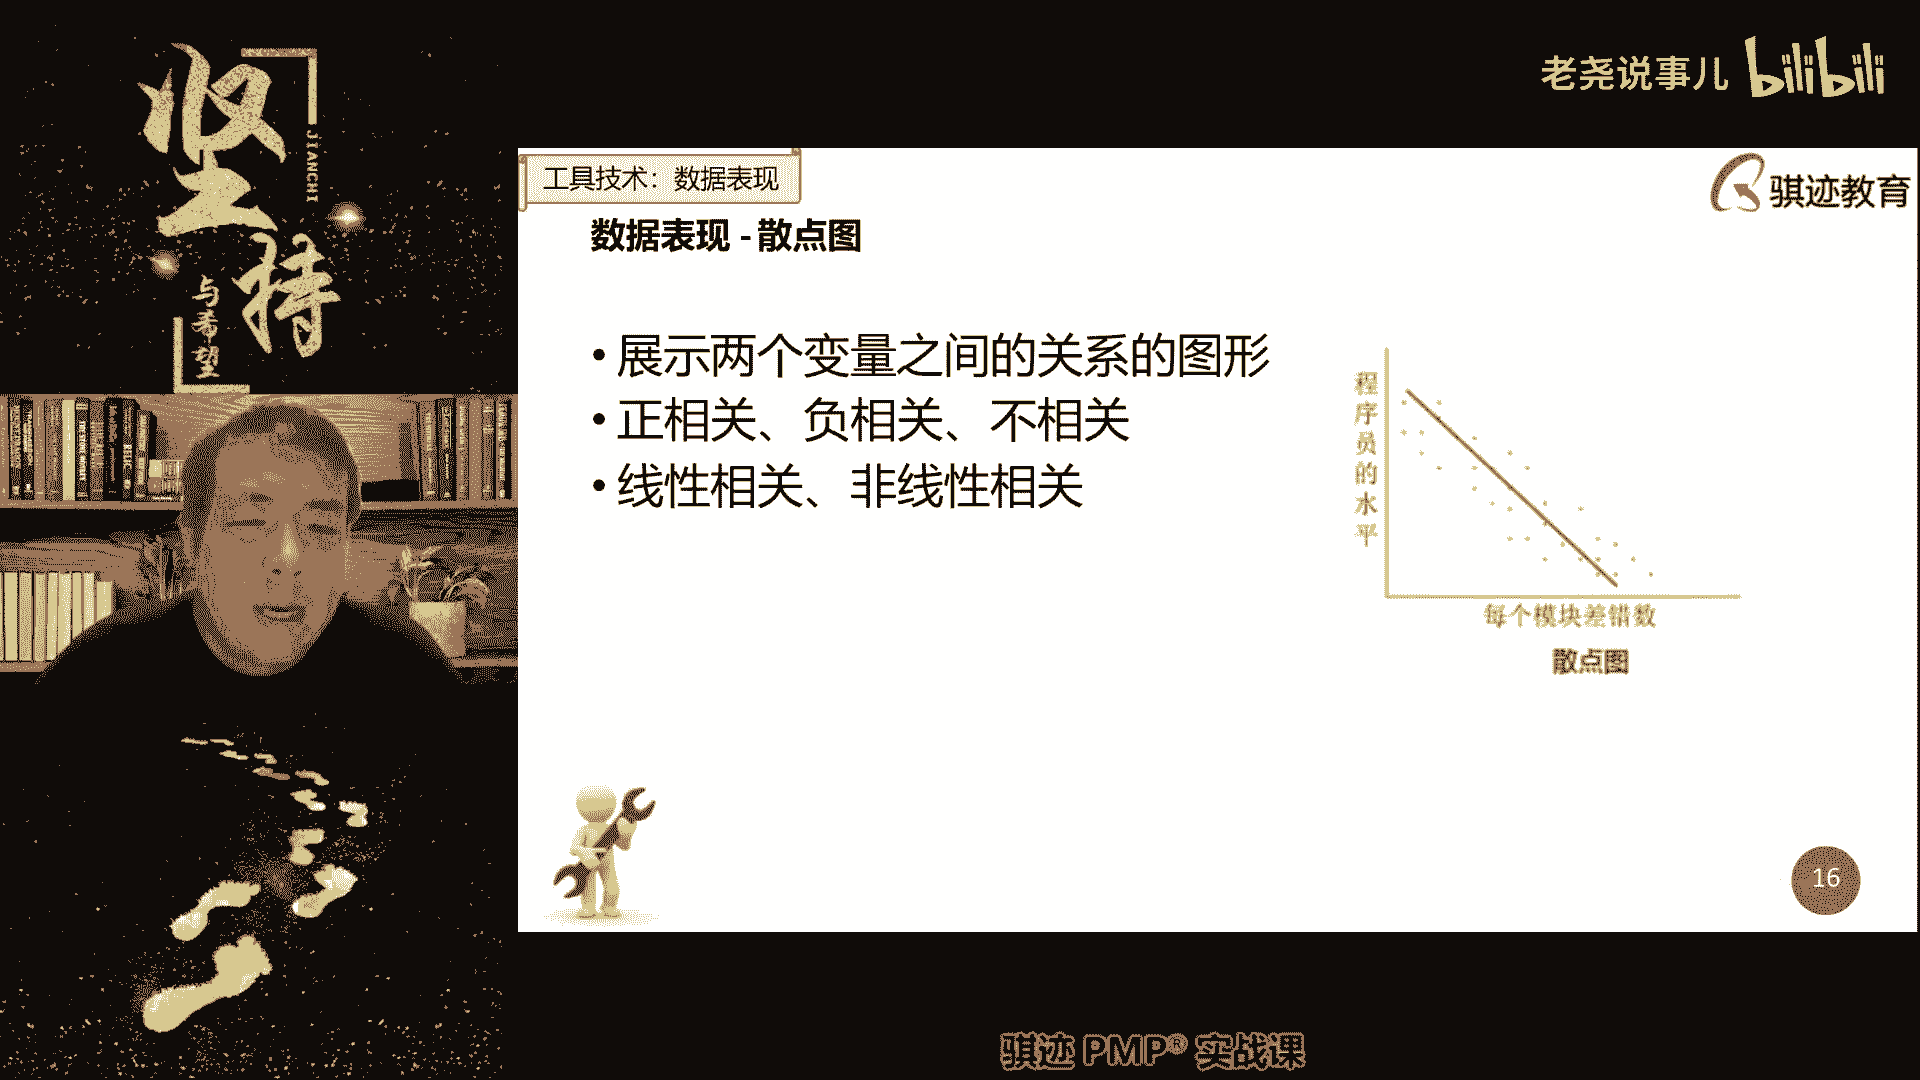 坚持
JIANCHI
与希望
老尧说事儿 bilibili
工具技术：数据表现
骐迹教育
数据表现 - 散点图
• 展示两个变量之间的关系的图形
• 正相关、负相关、不相关
• 线性相关、非线性相关
程序员的水平
每个模块差错数
散点图
16
骐迹 PMP® 实战课